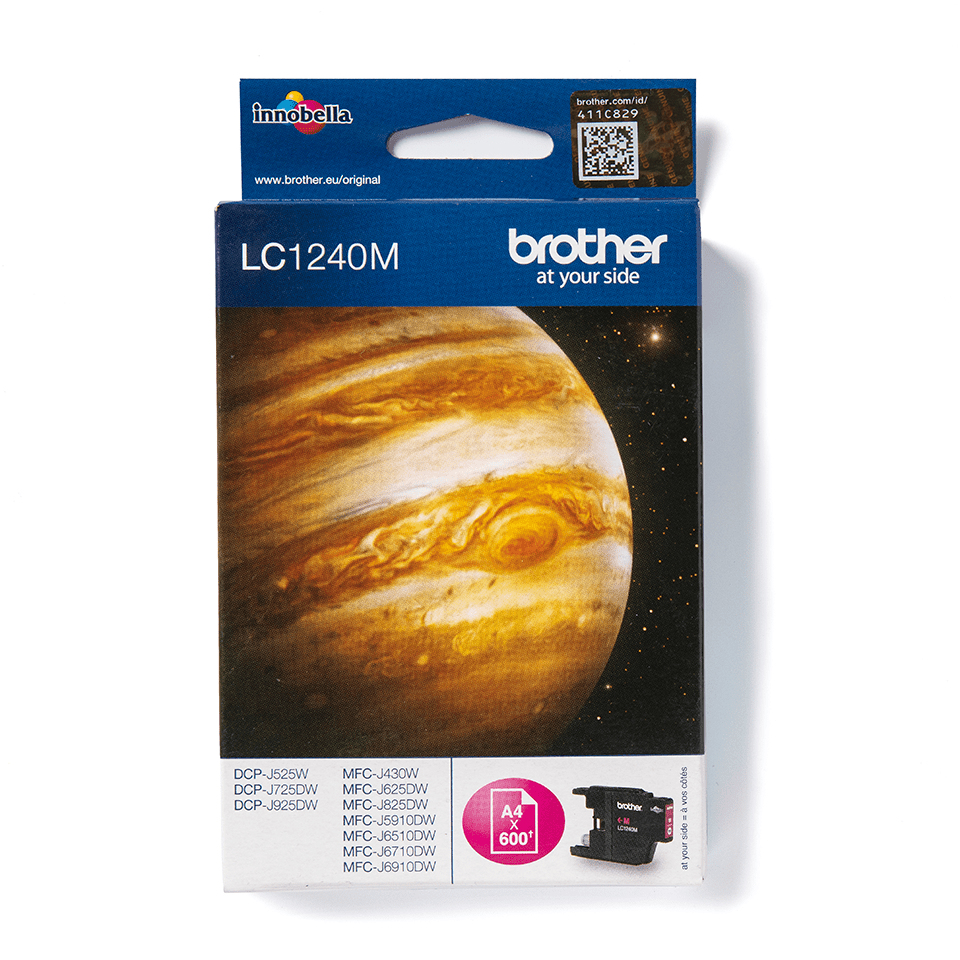 innobella
brother.com/id/
411C829
www.brother.eu/original
LC1240M
brother
at your side
DCP-J525W
DCP-J725DW
DCP-J925DW
MFC-J430W
MFC-J625DW
MFC-J825DW
MFC-J5910DW
MFC-J6510DW
MFC-J6710DW
MFC-J6910DW
A4
x
600†
brother
M
LC1240M
at your side = à vos côtés